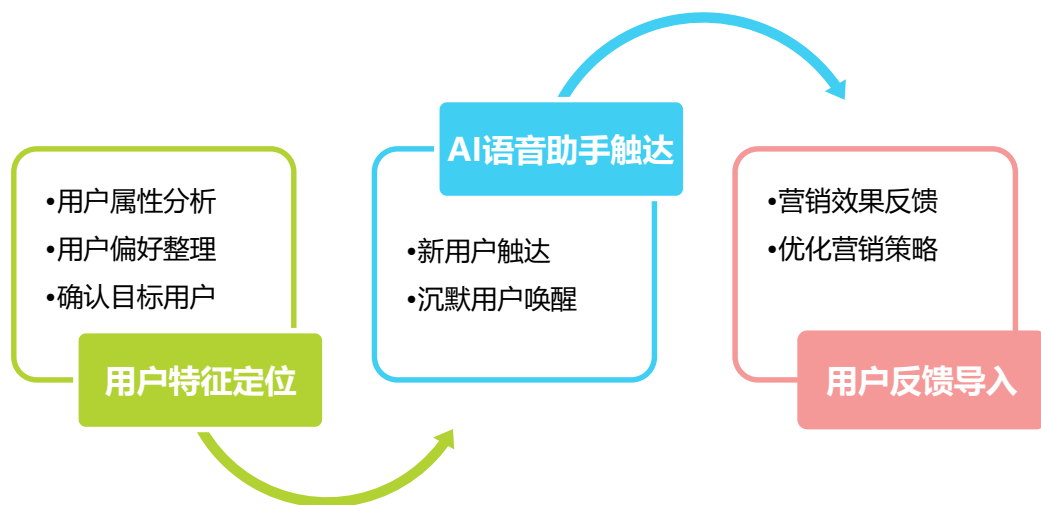 •用户属性分析
•用户偏好整理
•确认目标用户
用户特征定位
AI语音助手触达
•新用户触达
•沉默用户唤醒
•营销效果反馈
•优化营销策略
用户反馈导入